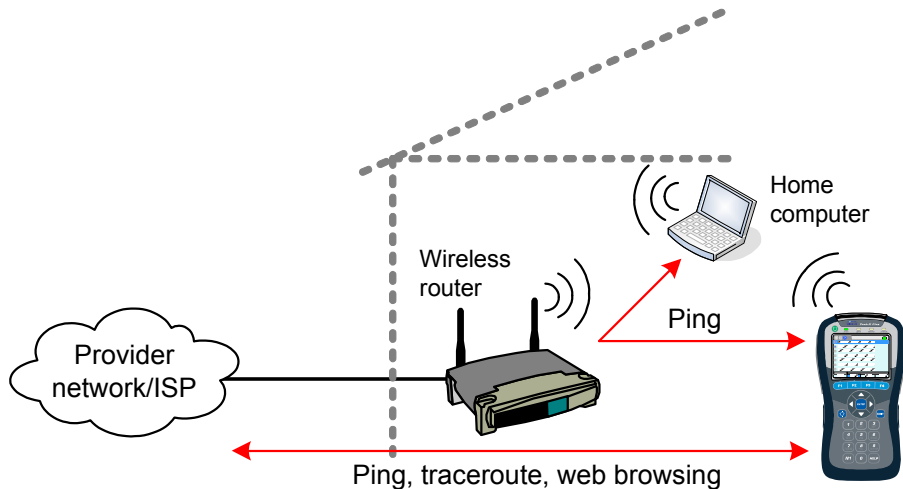 Home
computer
Wireless
router
Ping
Provider
network/ISP
Ping, traceroute, web browsing